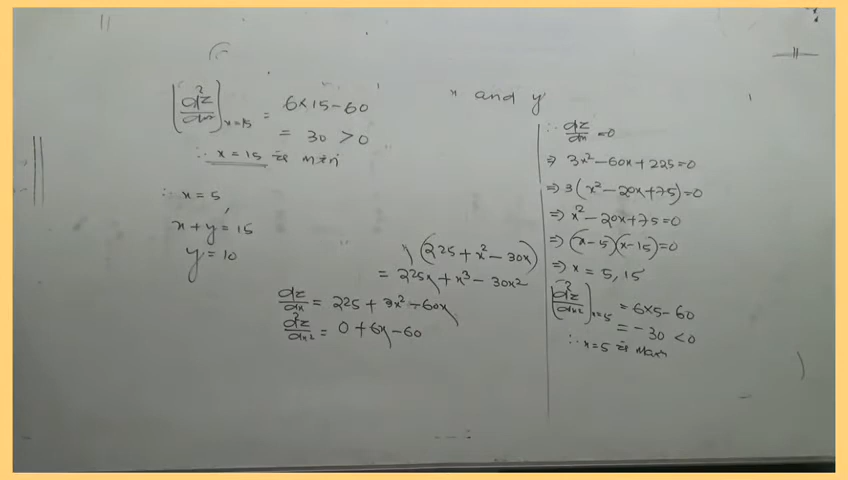 x and y
x(225 + x² - 30x)
= 225x + x³ - 30x²
dz/dx = 225 + 3x² - 60x
d²z/dx² = 0 + 6x - 60
∴ dz/dx = 0
⇒ 3x² - 60x + 225 = 0
⇒ 3(x² - 20x + 75) = 0
⇒ x² - 20x + 75 = 0
⇒ (x - 5)(x - 15) = 0
⇒ x = 5, 15
[d²z/dx²]x=5 = 6×5 - 60
= -30 < 0
∴ x = 5 is Max
[d²z/dx²]x=15 = 6×15 - 60
= 30 > 0
∴ x = 15 is min
∴ x = 5
x + y = 15
y = 10